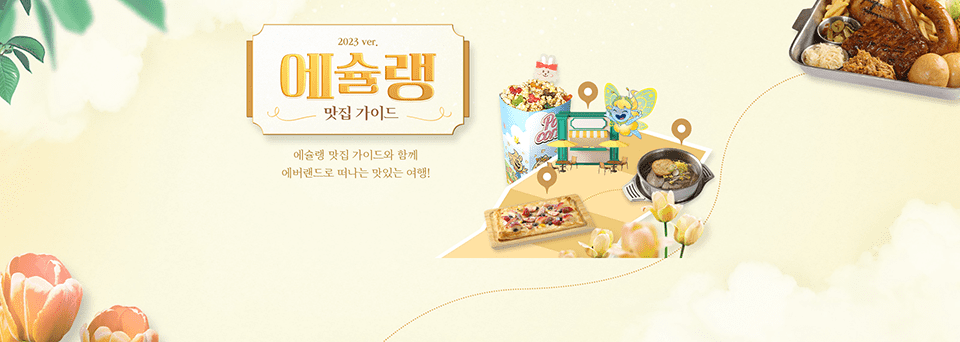 2023 ver.
에슐랭
맛집 가이드
에슐랭 맛집 가이드와 함께
에버랜드로 떠나는 맛있는 여행!